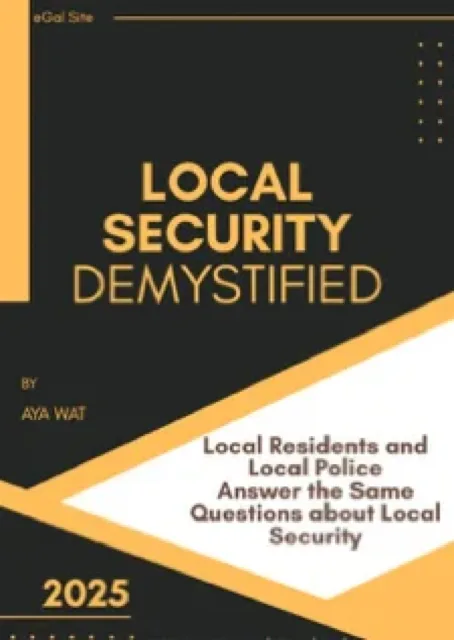 eGal Site
LOCAL
SECURITY
DEMYSTIFIED
BY
AYA WAT
Local Residents and
Local Police
Answer the Same
Questions about Local
Security
2025